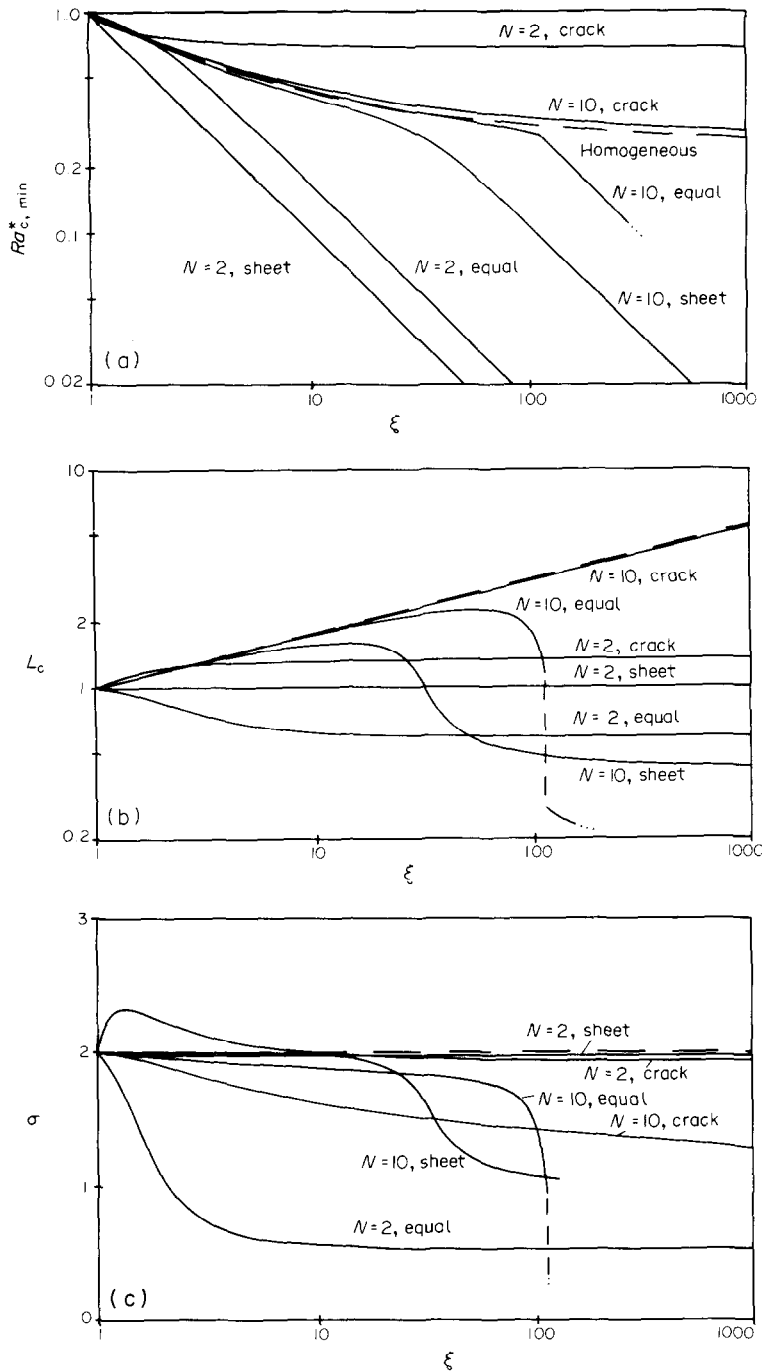 1.0
N=2, crack
N=10, crack
Homogeneous
0.2
N=10, equal
Ra*c, min
0.1
N=2, sheet
N=2, equal
N=10, sheet
(a)
0.02
1
10
100
1000
ξ
10
N=10, crack
N=10, equal
2
N=2, crack
Lc
N=2, sheet
1
N=2, equal
N=10, sheet
(b)
0.2
1
10
100
1000
ξ
3
N=2, sheet
2
N=2, crack
N=10, equal
N=10, crack
σ
N=10, sheet
1
N=2, equal
(c)
0
1
10
100
1000
ξ